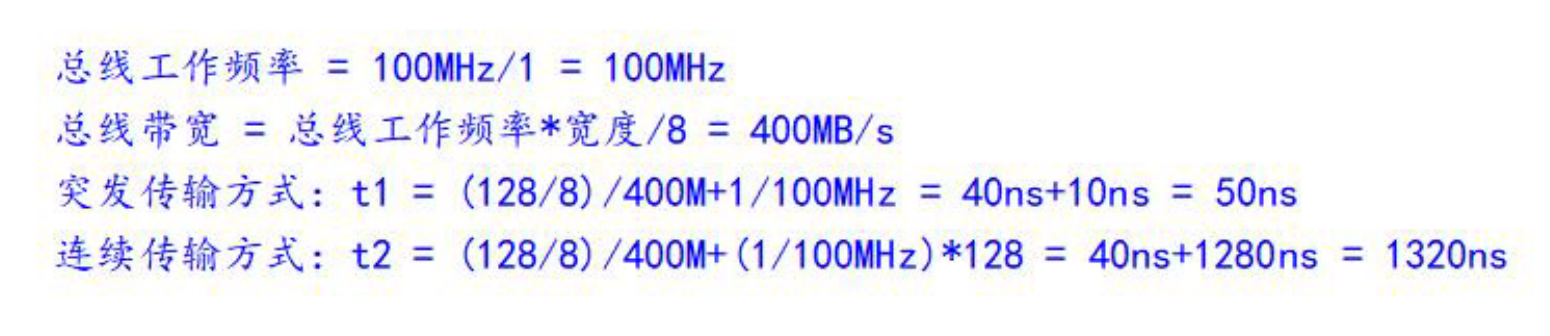 总线工作频率 = 100MHz/1 = 100MHz
总线带宽 = 总线工作频率*宽度/8 = 400MB/s
突发传输方式: t1 = (128/8)/400M+1/100MHz = 40ns+10ns = 50ns
连续传输方式: t2 = (128/8)/400M+(1/100MHz)*128 = 40ns+1280ns = 1320ns